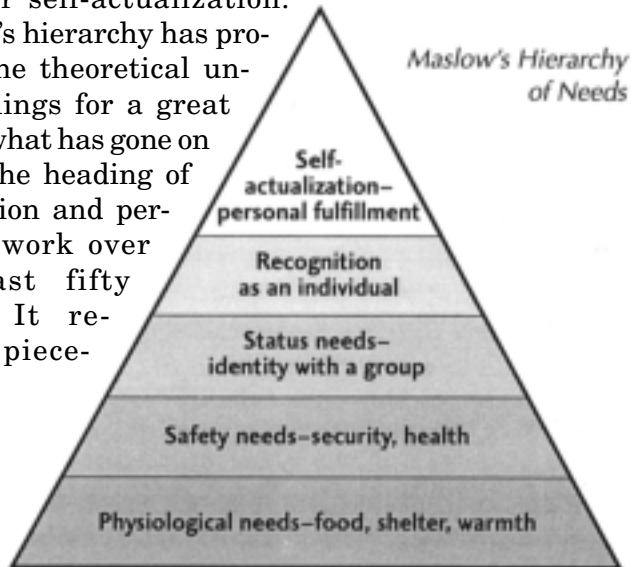 r self-actualization.
's hierarchy has pro-
ne theoretical un-
nings for a great
what has gone on
he heading of
ion and per-
work over
ast fifty
It re-
piece-
Maslow's Hierarchy
of Needs
Self-
actualization–
personal fulfillment
Recognition
as an individual
Status needs–
identity with a group
Safety needs–security, health
Physiological needs–food, shelter, warmth